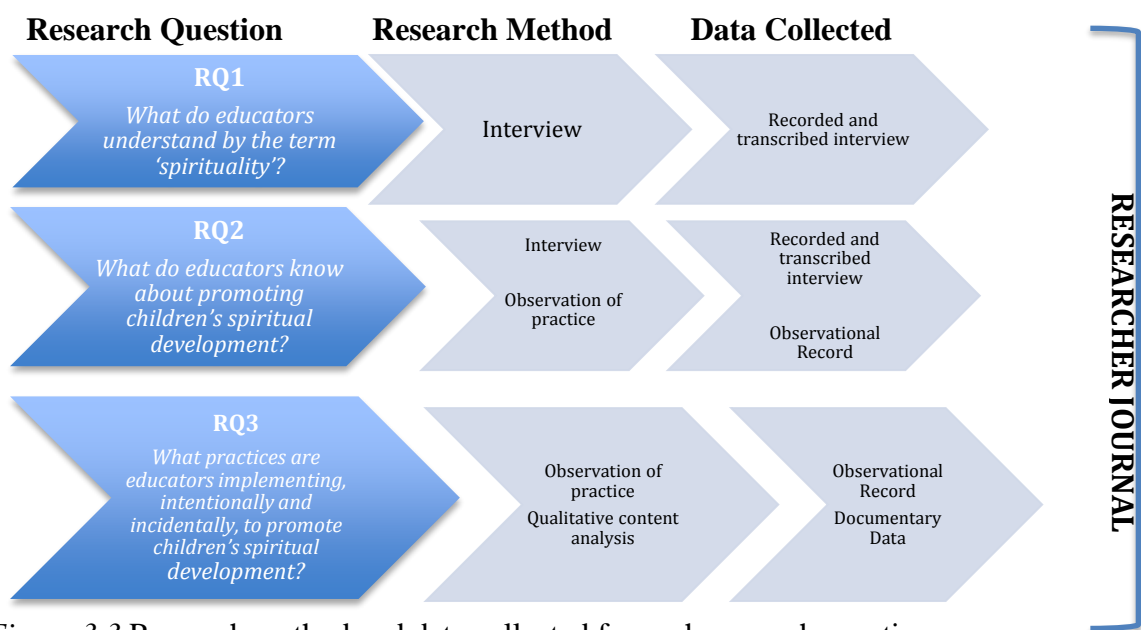 Research Question
Research Method
Data Collected
RQ1
What do educators
understand by the term
‘spirituality’?
Interview
Recorded and
transcribed interview
RQ2
What do educators know
about promoting
children’s spiritual
development?
Interview
Observation of
practice
Recorded and
transcribed
interview
Observational
Record
RQ3
What practices are
educators implementing,
intentionally and
incidentally, to promote
children’s spiritual
development?
Observation of
practice
Qualitative content
analysis
Observational
Record
Documentary
Data
RESEARCHER JOURNAL